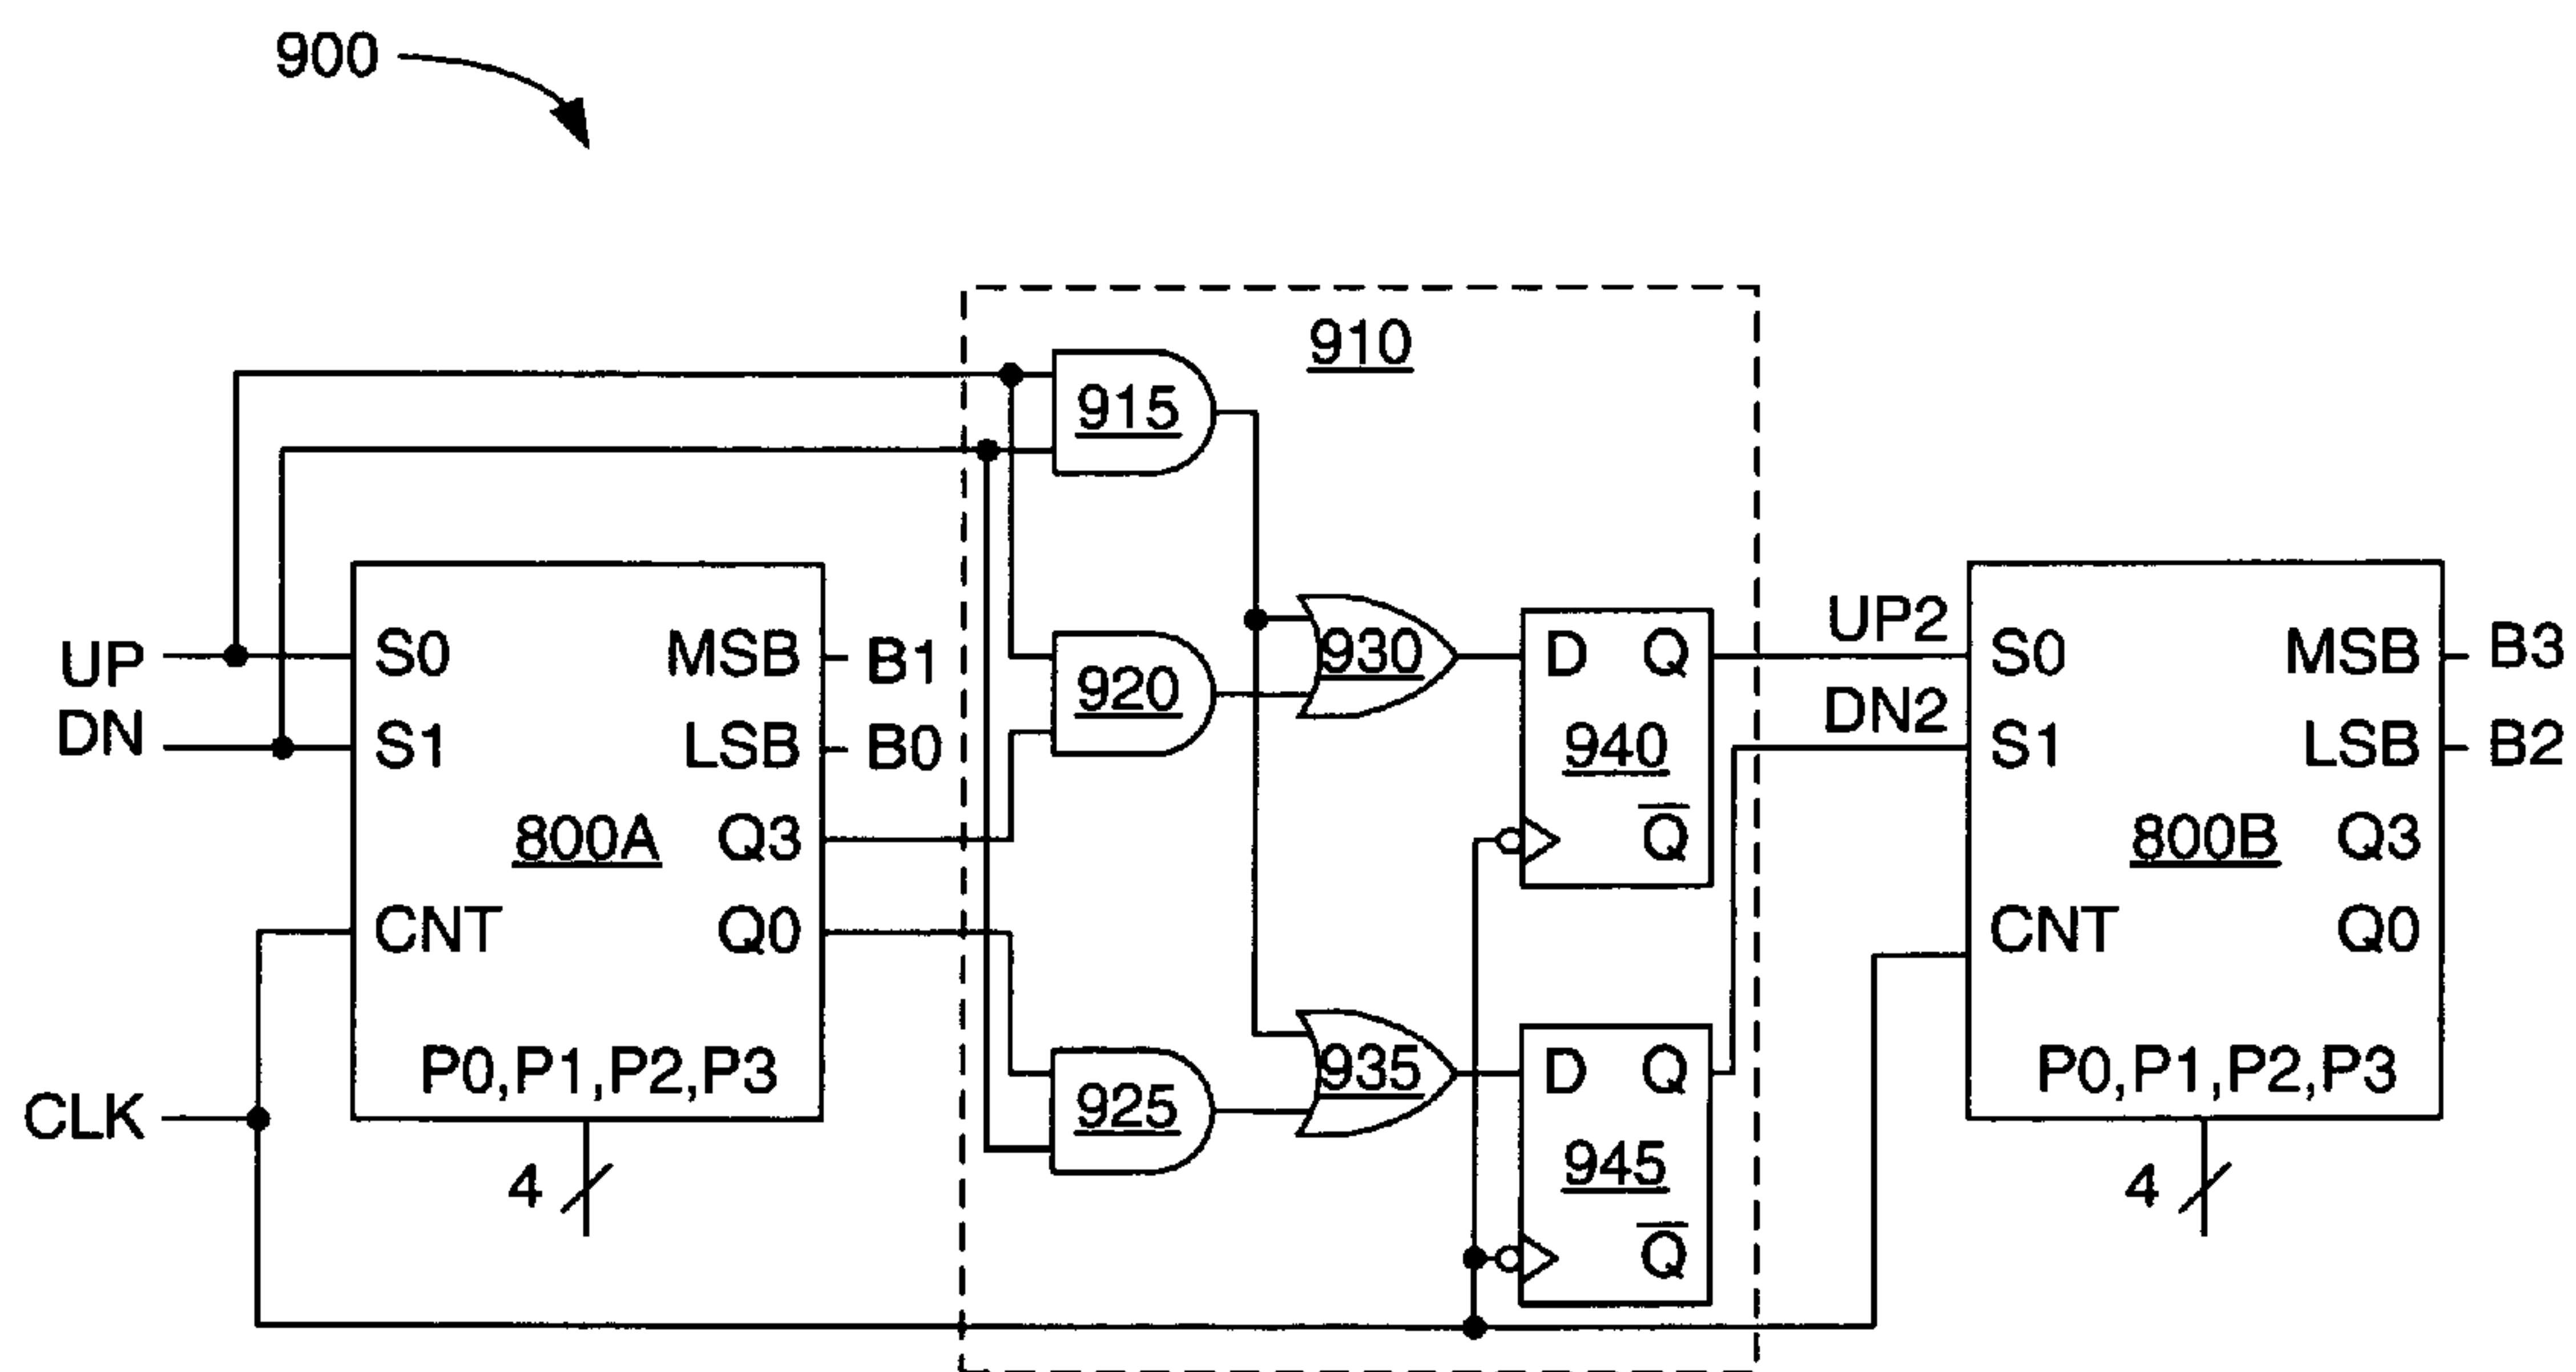 900
910
915
UP
DN
CLK
S0
S1
CNT
MSB
LSB
Q3
Q0
800A
P0,P1,P2,P3
4
B1
B0
920
925
930
935
D Q
940
Q̅
D Q
945
Q̅
UP2
DN2
S0
S1
CNT
MSB
LSB
Q3
Q0
800B
P0,P1,P2,P3
4
B3
B2